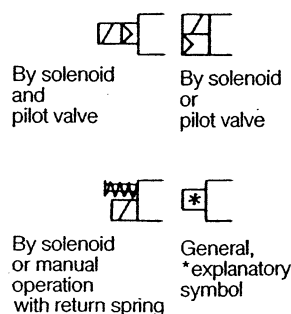 By solenoid
and
pilot valve
By solenoid
or
pilot valve
By solenoid
or manual
operation
with return spring
*
General,
*explanatory
symbol